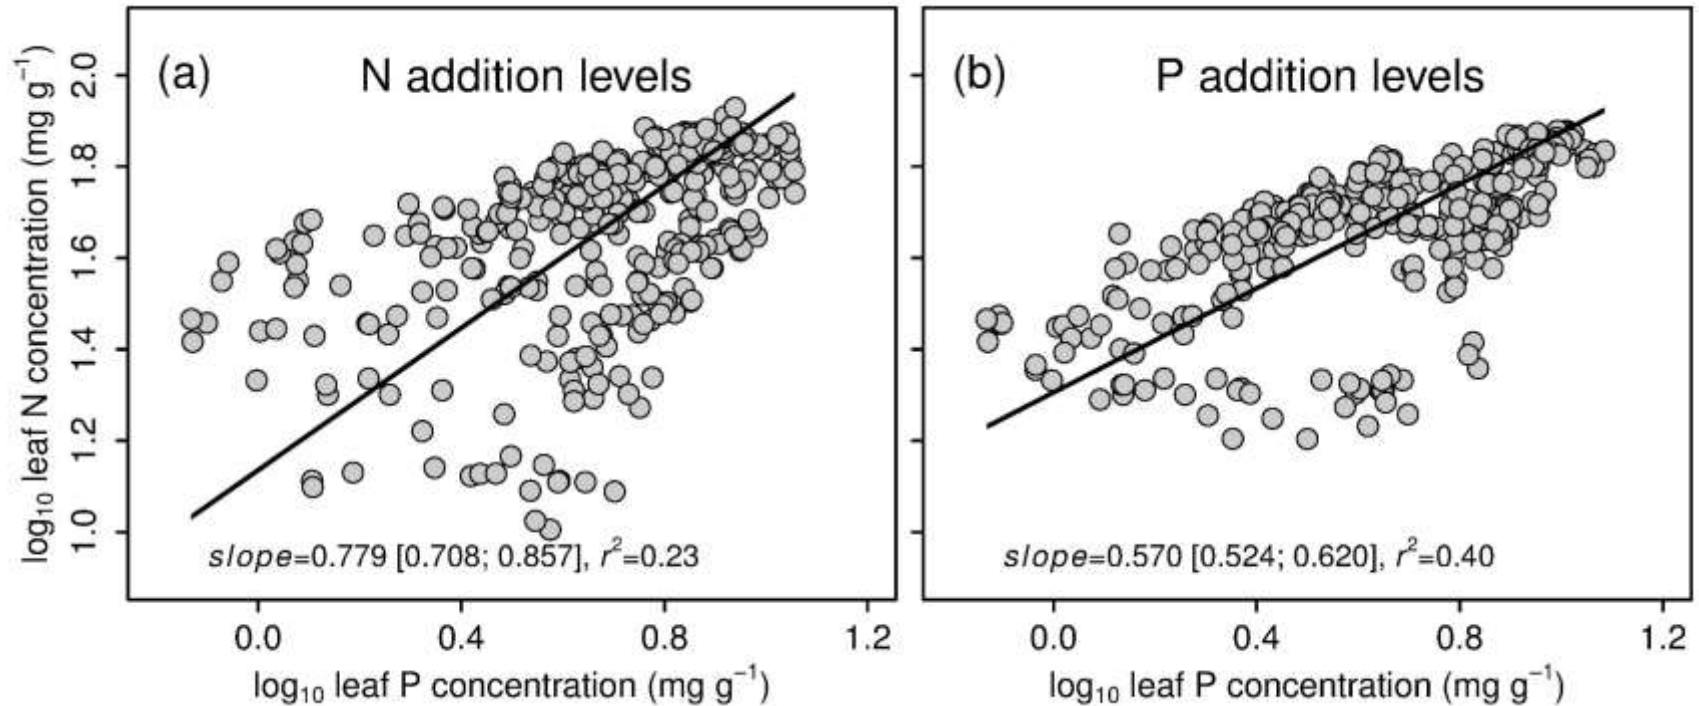 (a) N addition levels
(b) P addition levels
log₁₀ leaf N concentration (mg g⁻¹)
1.0 1.2 1.4 1.6 1.8 2.0
slope=0.779 [0.708; 0.857], r²=0.23
slope=0.570 [0.524; 0.620], r²=0.40
0.0 0.4 0.8 1.2
0.0 0.4 0.8 1.2
log₁₀ leaf P concentration (mg g⁻¹)
log₁₀ leaf P concentration (mg g⁻¹)